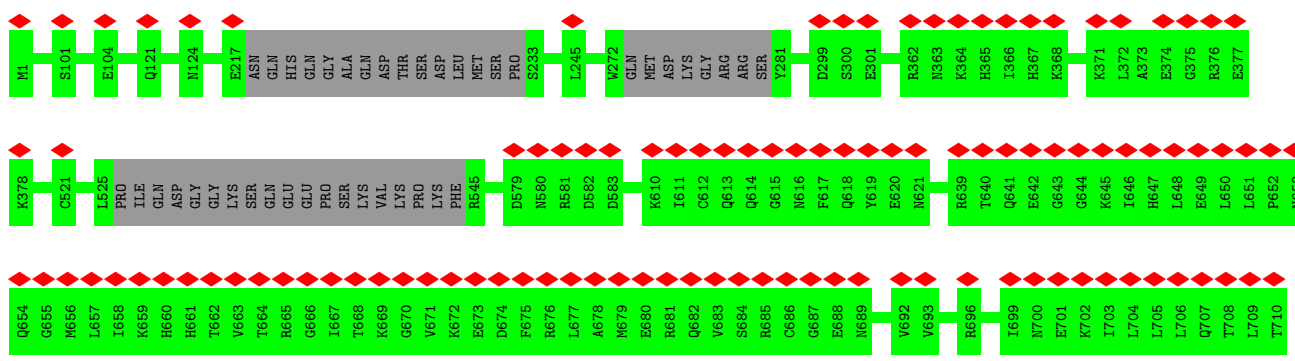 M1 S101 E104 Q121 N124 E217 ASN GLN HIS GLN GLY ALA GLN ASP THR SER ASP LEU MET SER PRO S233 L245 W272 GLN MET ASP LYS GLY ARG ARG SER Y281 D299 S300 E301 R362 N363 K364 H365 I366 H367 K368 K371 L372 A373 E374 G375 R376 E377
K378 C521 L525 PRO ILE GLN ASP GLY GLY LYS SER GLN GLU GLU PRO SER LYS VAL LYS PRO LYS PHE R545 D579 N580 R581 D582 D583 K610 I611 C612 Q613 Q614 G615 N616 F617 Q618 Y619 E620 N621 R639 T640 Q641 E642 G643 G644 K645 I646 H647 L648 E649 L650 L651 P652
Q654 G655 M656 L657 I658 K659 H660 H661 T662 V663 T664 R665 G666 I667 T668 K669 G670 V671 K672 E673 D674 F675 R676 L677 A678 M679 E680 R681 Q682 V683 S684 R685 C686 G687 E688 N689 V692 V693 R696 I699 N700 E701 K702 I703 L704 L705 L706 Q707 T708 L709 T710